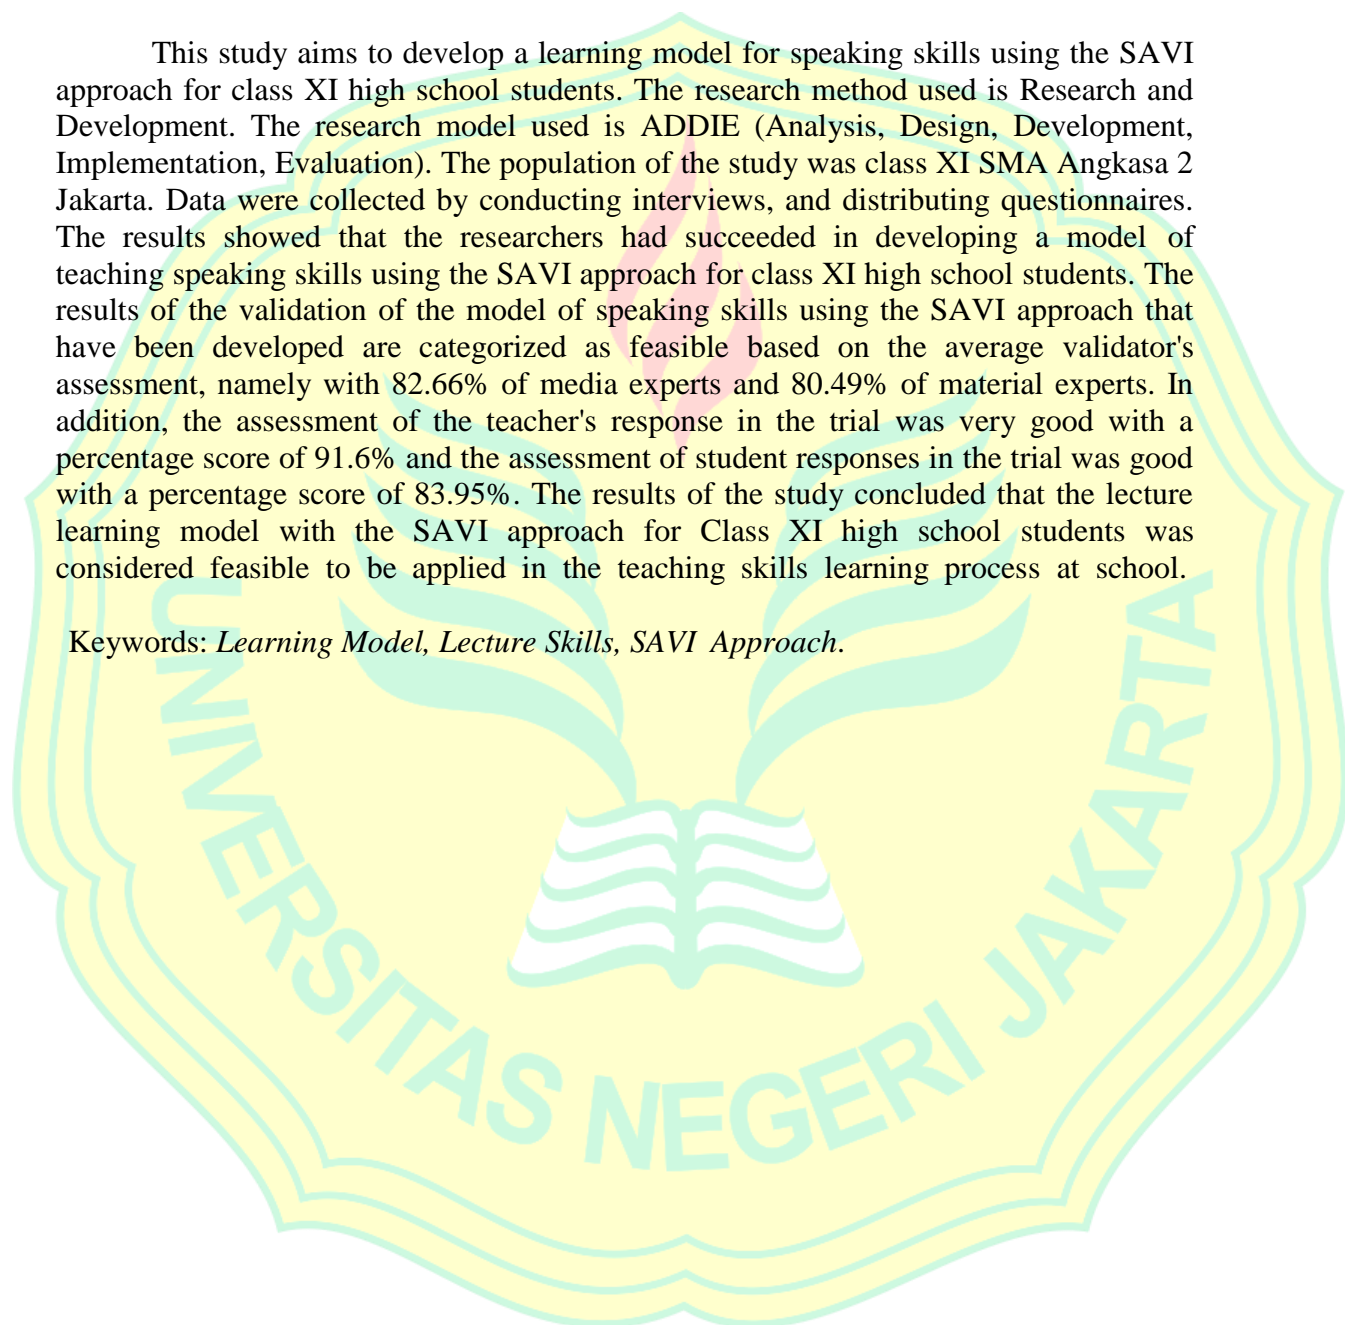 This study aims to develop a learning model for speaking skills using the SAVI
approach for class XI high school students. The research method used is Research and
Development. The research model used is ADDIE (Analysis, Design, Development,
Implementation, Evaluation). The population of the study was class XI SMA Angkasa 2
Jakarta. Data were collected by conducting interviews, and distributing questionnaires.
The results showed that the researchers had succeeded in developing a model of
teaching speaking skills using the SAVI approach for class XI high school students. The
results of the validation of the model of speaking skills using the SAVI approach that
have been developed are categorized as feasible based on the average validator's
assessment, namely with 82.66% of media experts and 80.49% of material experts. In
addition, the assessment of the teacher's response in the trial was very good with a
percentage score of 91.6% and the assessment of student responses in the trial was good
with a percentage score of 83.95%. The results of the study concluded that the lecture
learning model with the SAVI approach for Class XI high school students was
considered feasible to be applied in the teaching skills learning process at school.
Keywords: Learning Model, Lecture Skills, SAVI Approach.
UNIVERSITAS NEGERI JAKARTA